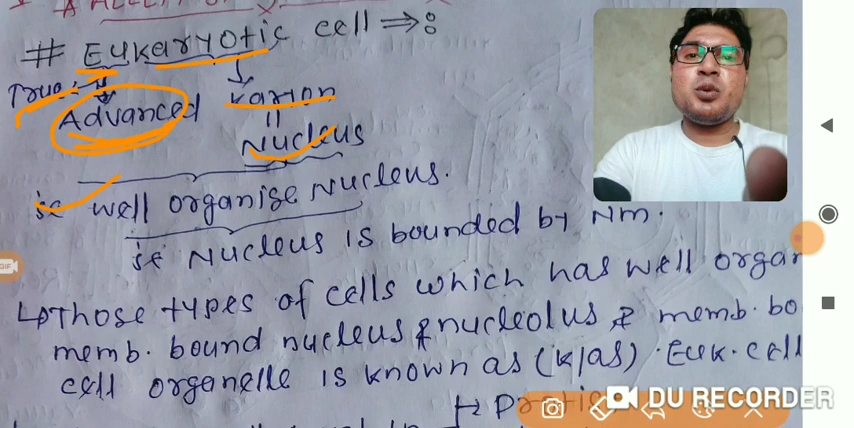 # Eukaryotic cell ⇒:
True:-
Advanced karyon
=
Nucleus
ie well organise Nucleus.
ie Nucleus is bounded by Nm.
↳Those types of cells which has well organ
memb. bound nucleus & nucleolus & memb. bo
cell organelle is known as (k/as). Euk. cell
DU RECORDER
GIF